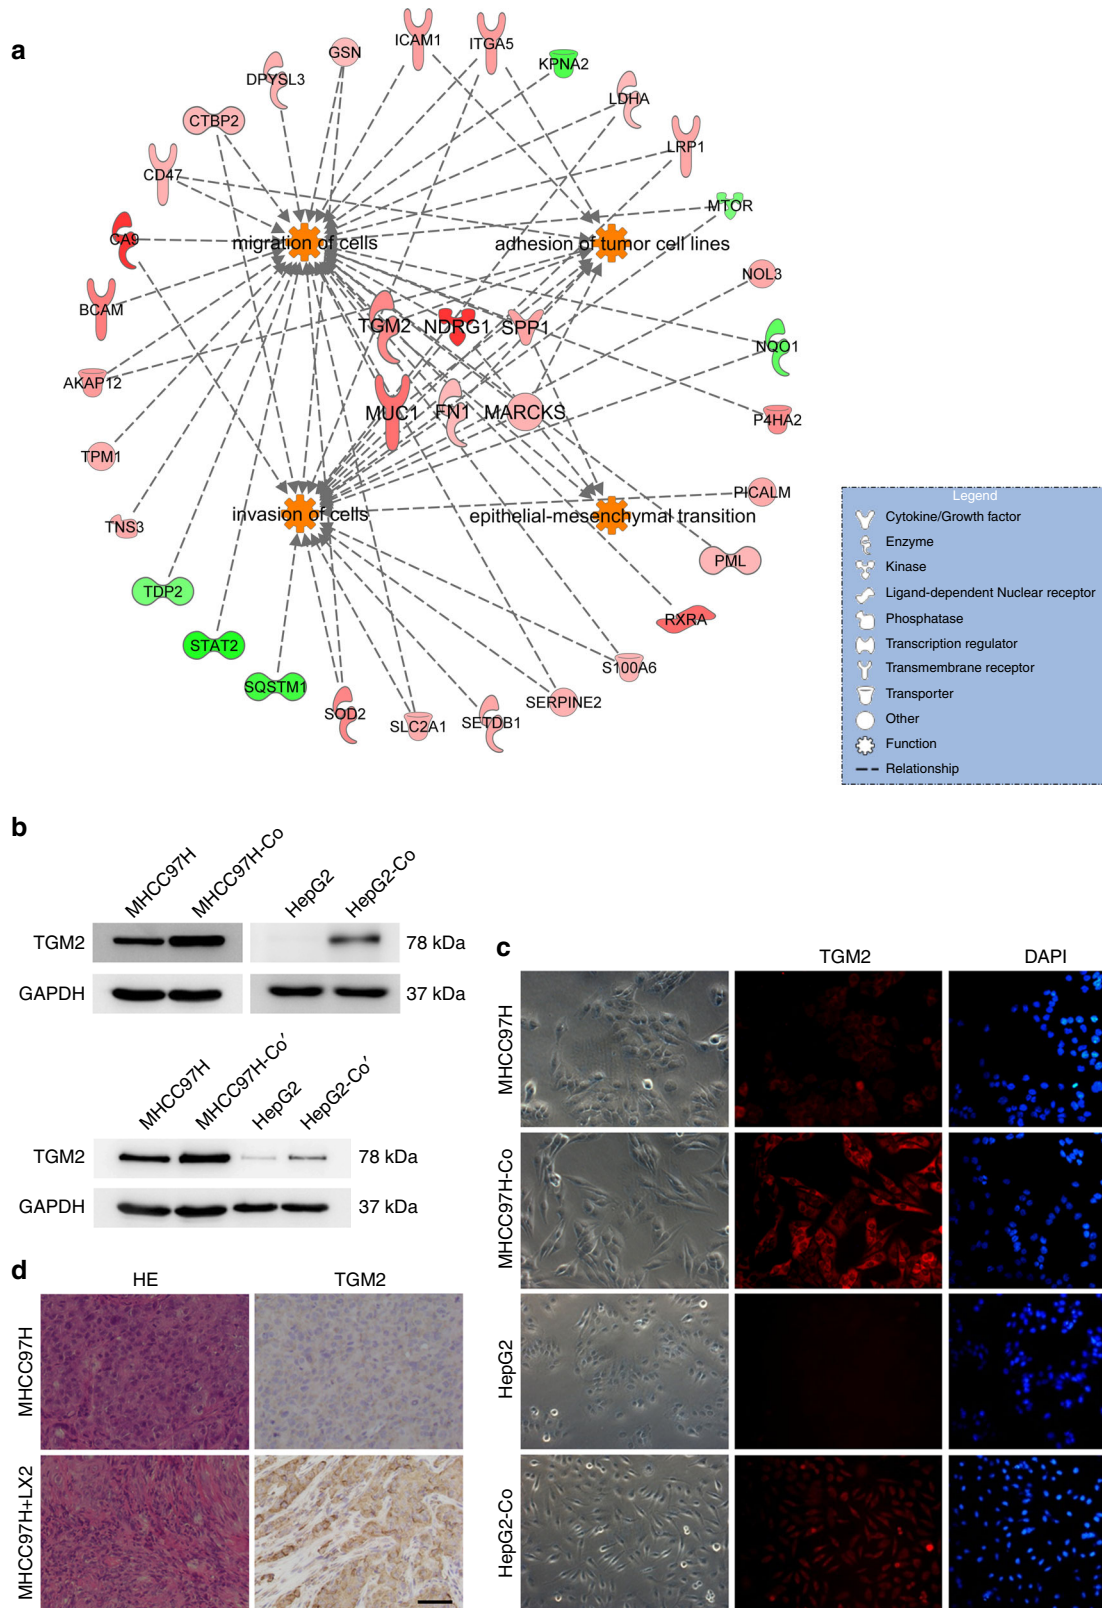 a
ICAM1
ITGA5
GSN
KPNA2
DPYSL3
LDHA
CTBP2
LRP1
CD47
MTOR
CA9
migration of cells
adhesion of tumor cell lines
NOL3
BCAM
TGM2
NDRG1
SPP1
NQO1
AKAP12
MUC1
FN1
MARCKS
P4HA2
TPM1
PICALM
TNS3
invasion of cells
epithelial-mesenchymal transition
PML
TDP2
RXRA
STAT2
S100A6
SQSTM1
SOD2
SLC2A1
SETDB1
SERPINE2
Legend
Cytokine/Growth factor
Enzyme
Kinase
Ligand-dependent Nuclear receptor
Phosphatase
Transcription regulator
Transmembrane receptor
Transporter
Other
Function
Relationship
b
MHCC97H
MHCC97H-Co
HepG2
HepG2-Co
TGM2
78 kDa
GAPDH
37 kDa
MHCC97H
MHCC97H-Co′
HepG2
HepG2-Co′
TGM2
78 kDa
GAPDH
37 kDa
c
TGM2
DAPI
MHCC97H
MHCC97H-Co
HepG2
HepG2-Co
d
HE
TGM2
MHCC97H
MHCC97H+LX2